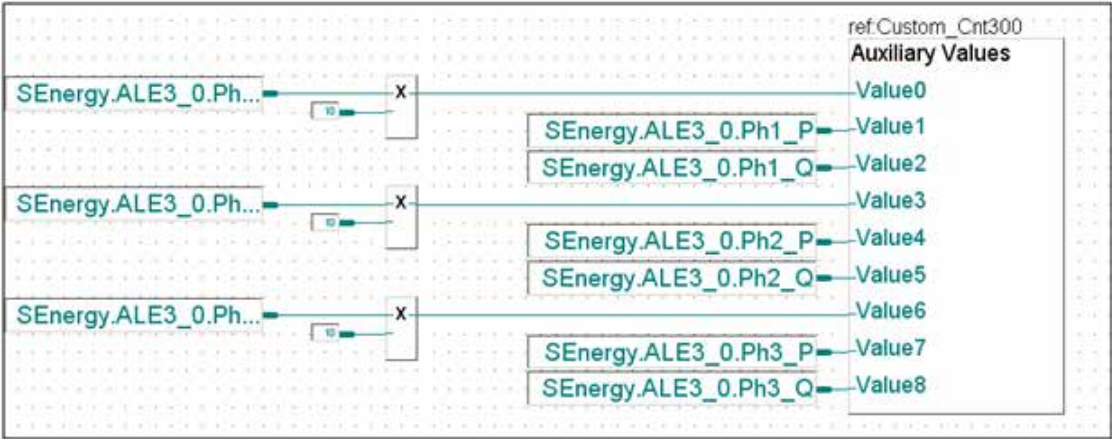 ref:Custom_Cnt300
Auxiliary Values
SEnergy.ALE3_0.Ph...
X
Value0
10
SEnergy.ALE3_0.Ph1_P
Value1
SEnergy.ALE3_0.Ph1_Q
Value2
SEnergy.ALE3_0.Ph...
X
Value3
10
SEnergy.ALE3_0.Ph2_P
Value4
SEnergy.ALE3_0.Ph2_Q
Value5
SEnergy.ALE3_0.Ph...
X
Value6
10
SEnergy.ALE3_0.Ph3_P
Value7
SEnergy.ALE3_0.Ph3_Q
Value8